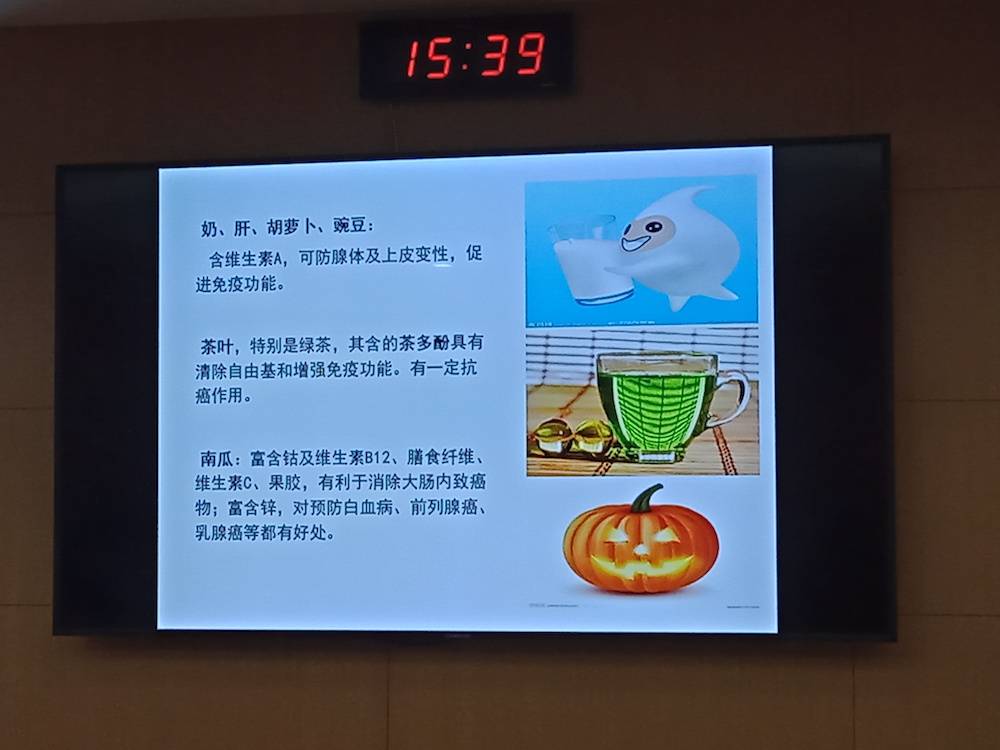 15:39
奶、肝、胡萝卜、豌豆:
含维生素A，可防腺体及上皮变性，促
进免疫功能。
茶叶，特别是绿茶，其含的茶多酚具有
清除自由基和增强免疫功能。有一定抗
癌作用。
南瓜：富含钴及维生素B12、膳食纤维、
维生素C、果胶，有利于消除大肠内致癌
物；富含锌，对预防白血病、前列腺癌、
乳腺癌等都有好处。